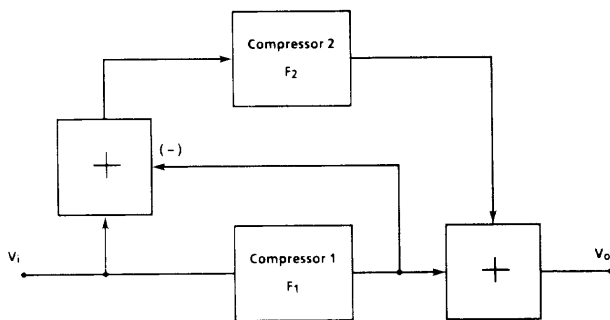 Compressor 2
F₂
+
(-)
Vᵢ
Compressor 1
F₁
+
Vₒ